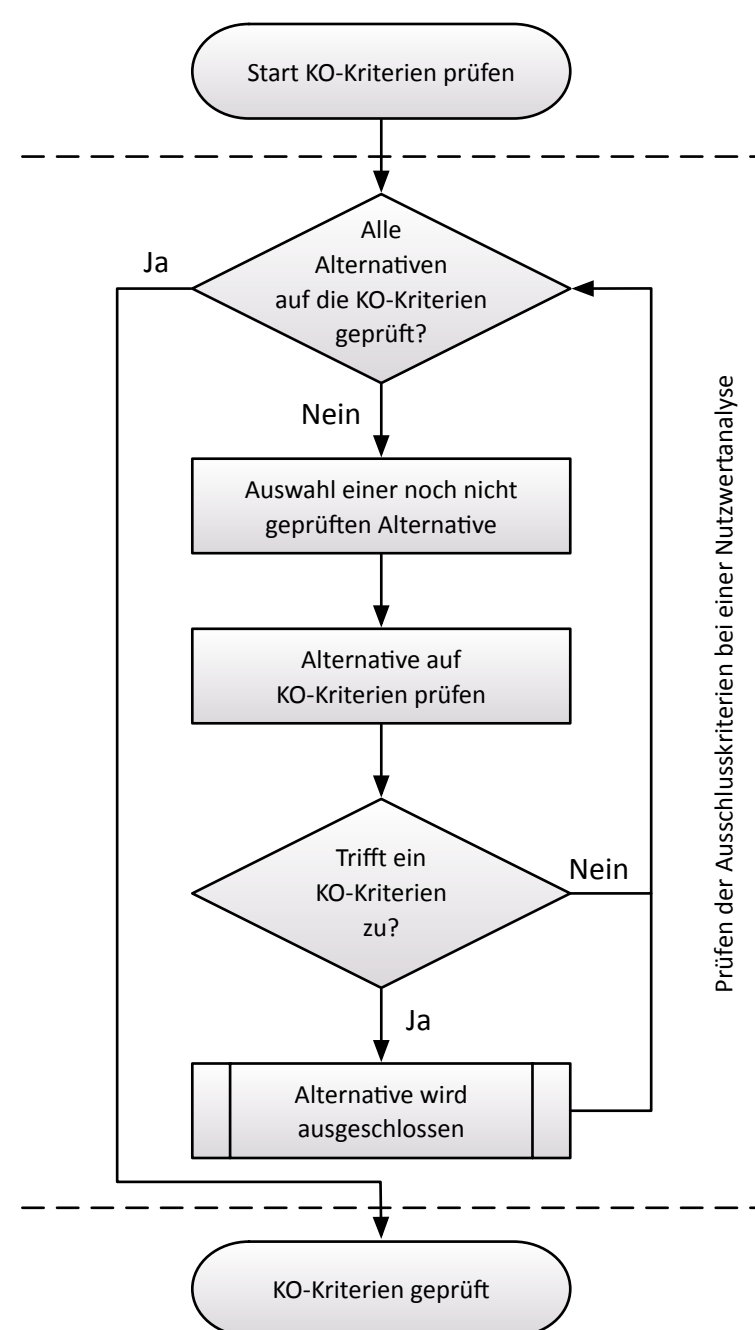 Start KO-Kriterien prüfen
Alle
Alternativen
auf die KO-Kriterien
geprüft?
Ja
Nein
Auswahl einer noch nicht
geprüften Alternative
Alternative auf
KO-Kriterien prüfen
Trifft ein
KO-Kriterien
zu?
Nein
Ja
Alternative wird
ausgeschlossen
KO-Kriterien geprüft
Prüfen der Ausschlusskriterien bei einer Nutzwertanalyse